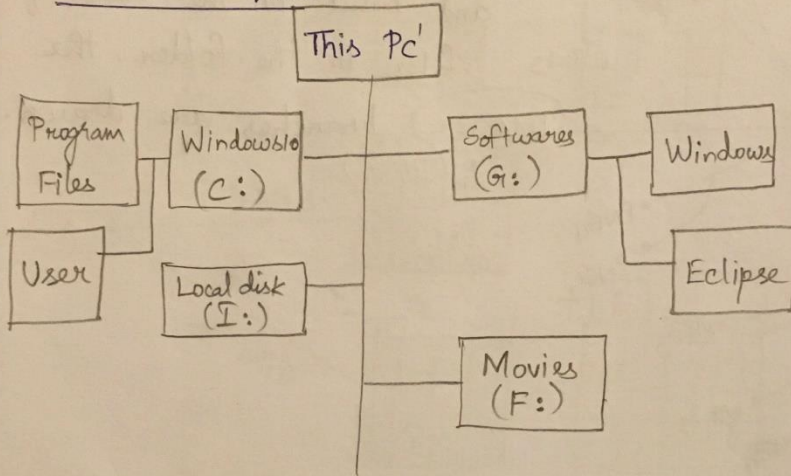 This Pc'
Program
Files
Windows10
(C:)
Softwares
(G:)
Windows
User
Local disk
(I:)
Eclipse
Movies
(F:)